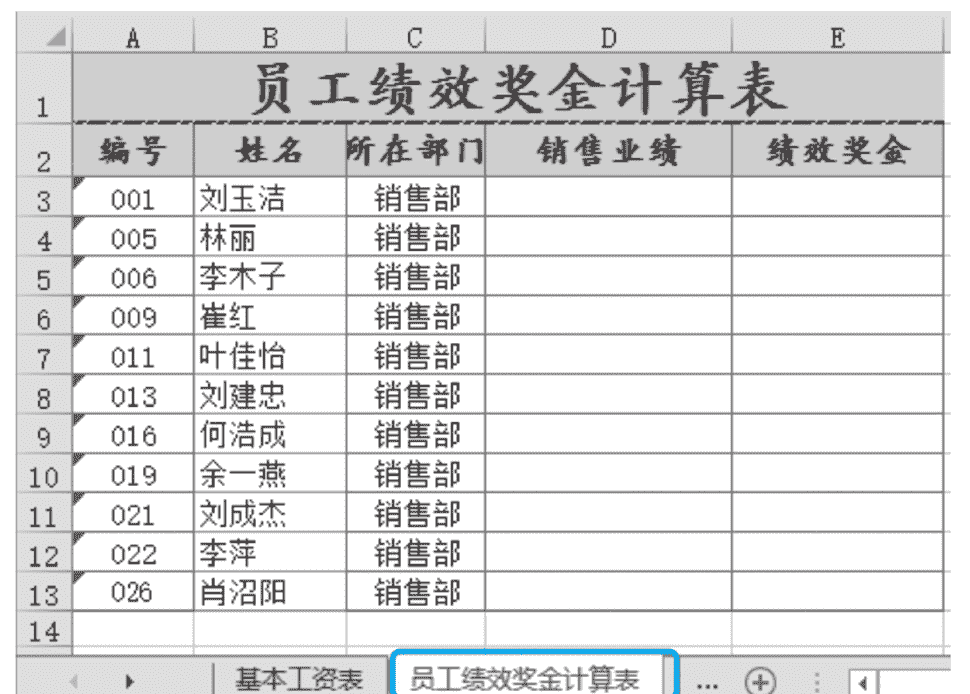 A B C D E
1 员工绩效奖金计算表
2 编号 姓名 所在部门 销售业绩 绩效奖金
3 001 刘玉洁 销售部
4 005 林丽 销售部
5 006 李木子 销售部
6 009 崔红 销售部
7 011 叶佳怡 销售部
8 013 刘建忠 销售部
9 016 何浩成 销售部
10 019 余一燕 销售部
11 021 刘成杰 销售部
12 022 李萍 销售部
13 026 肖沼阳 销售部
14
基本工资表 员工绩效奖金计算表 ...